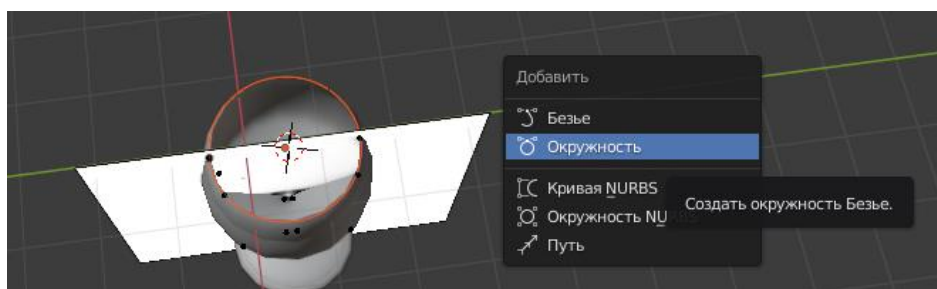 Добавить
Безье
Окружность
Кривая NURBS
Окружность NU
Создать окружность Безье.
Путь